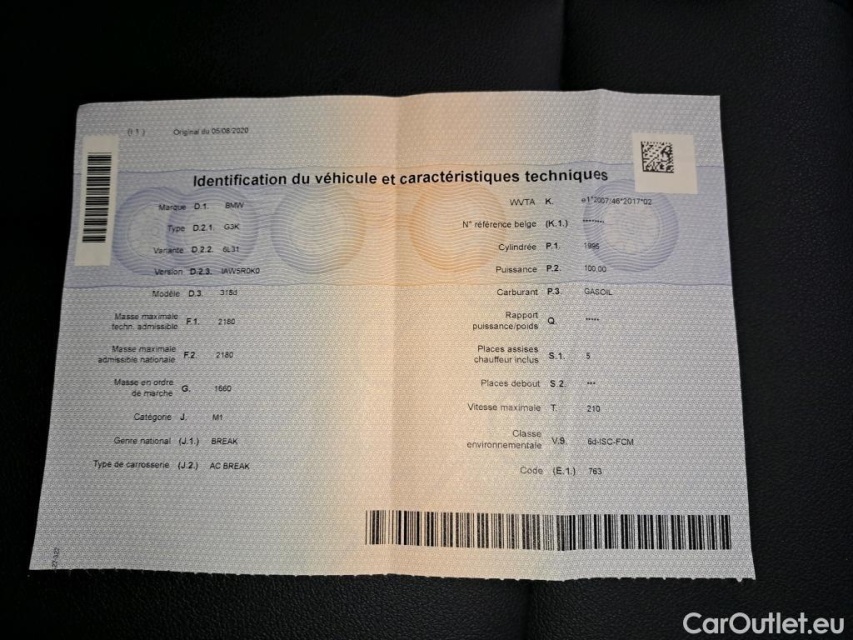 (I 1) Original du 05/08/2020
Identification du véhicule et caractéristiques techniques
Marque D.1. BMW
Type D.2.1. G3K
Variante D.2.2. 6L31
Version D.2.3. IAW5R0K0
Modèle D.3. 318d
Masse maximale
techn. admissible F.1. 2180
Masse maximale
admissible nationale F.2. 2180
Masse en ordre
de marche G. 1660
Catégorie J. M1
Genre national (J.1.) BREAK
Type de carrosserie (J.2.) AC BREAK
WVTA K. e1*2007/46*2017*02
N° référence belge (K.1.) ********
Cylindrée P.1. 1995
Puissance P.2. 100.00
Carburant P.3. GASOIL
Rapport
puissance/poids Q. *****
Places assises
chauffeur inclus S.1. 5
Places debout S.2. ***
Vitesse maximale T. 210
Classe
environnementale V.9. 6d-ISC-FCM
Code (E.1.) 763
CarOutlet.eu